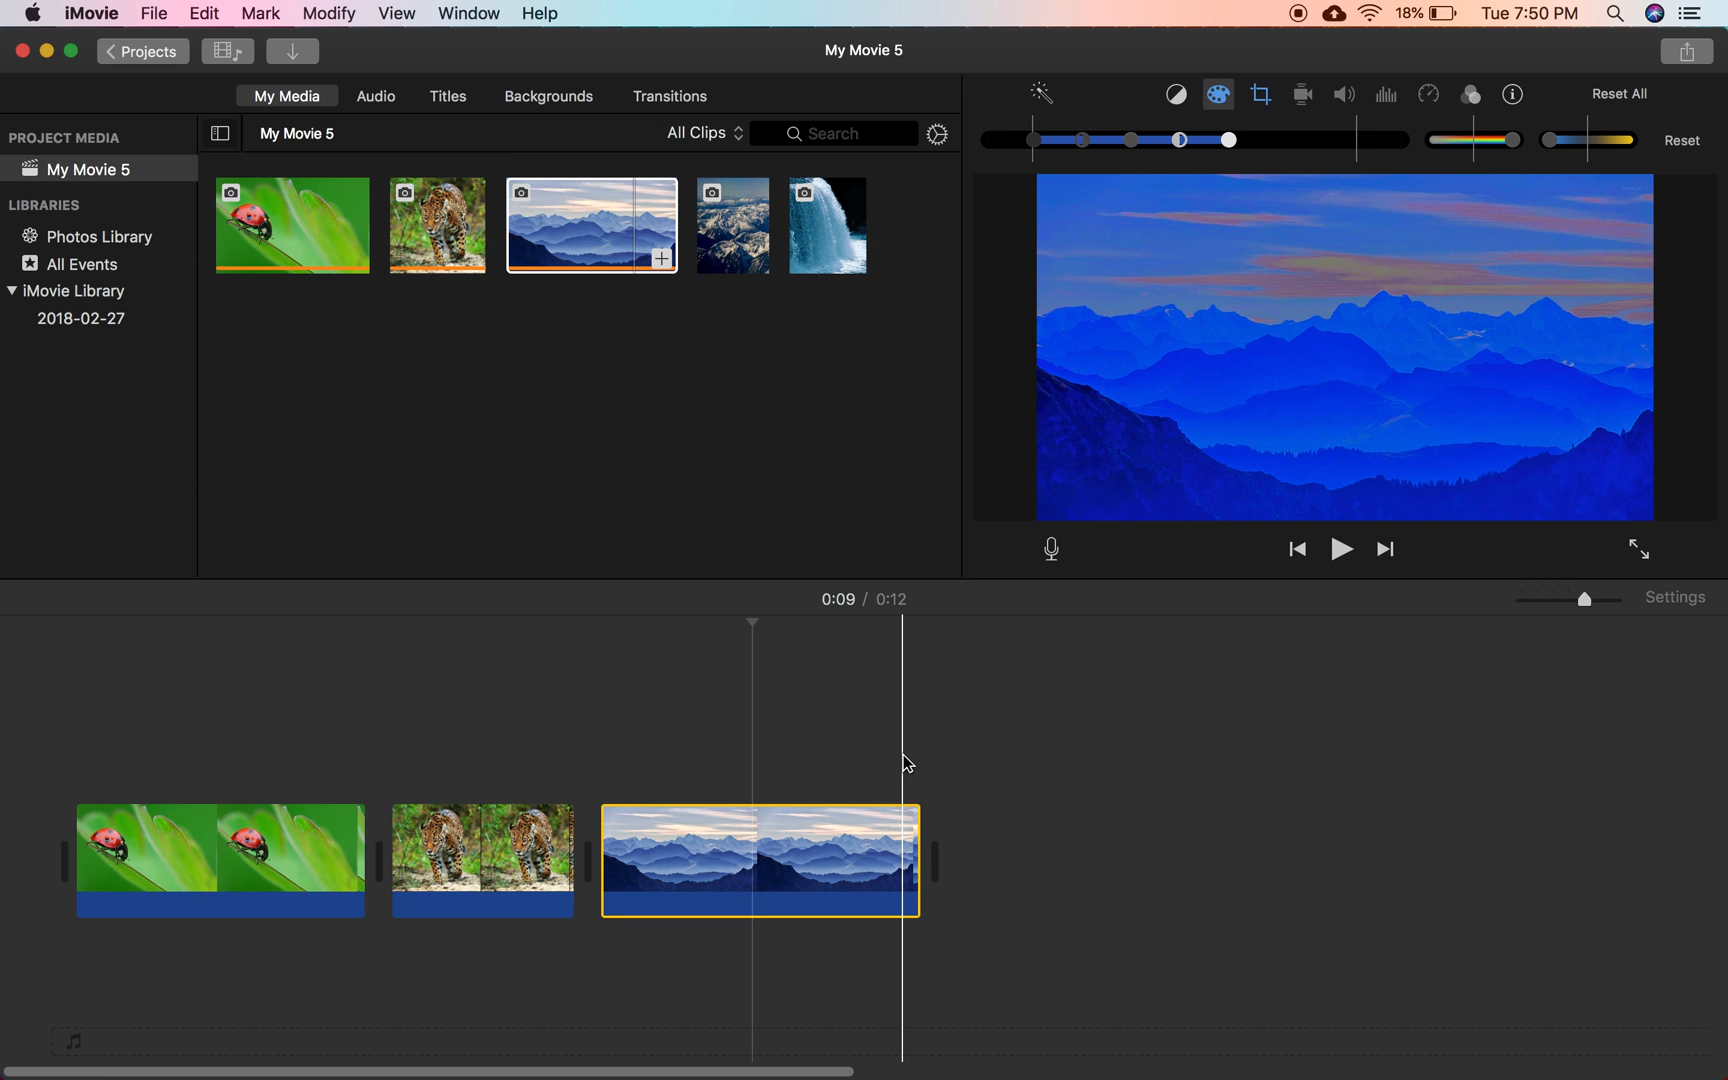 iMovie File Edit Mark Modify View Window Help 18% Tue 7:50 PM
Projects My Movie 5
My Media Audio Titles Backgrounds Transitions Reset All
PROJECT MEDIA My Movie 5 All Clips Search Reset
My Movie 5
LIBRARIES
Photos Library
All Events
iMovie Library
2018-02-27
0:09 / 0:12 Settings